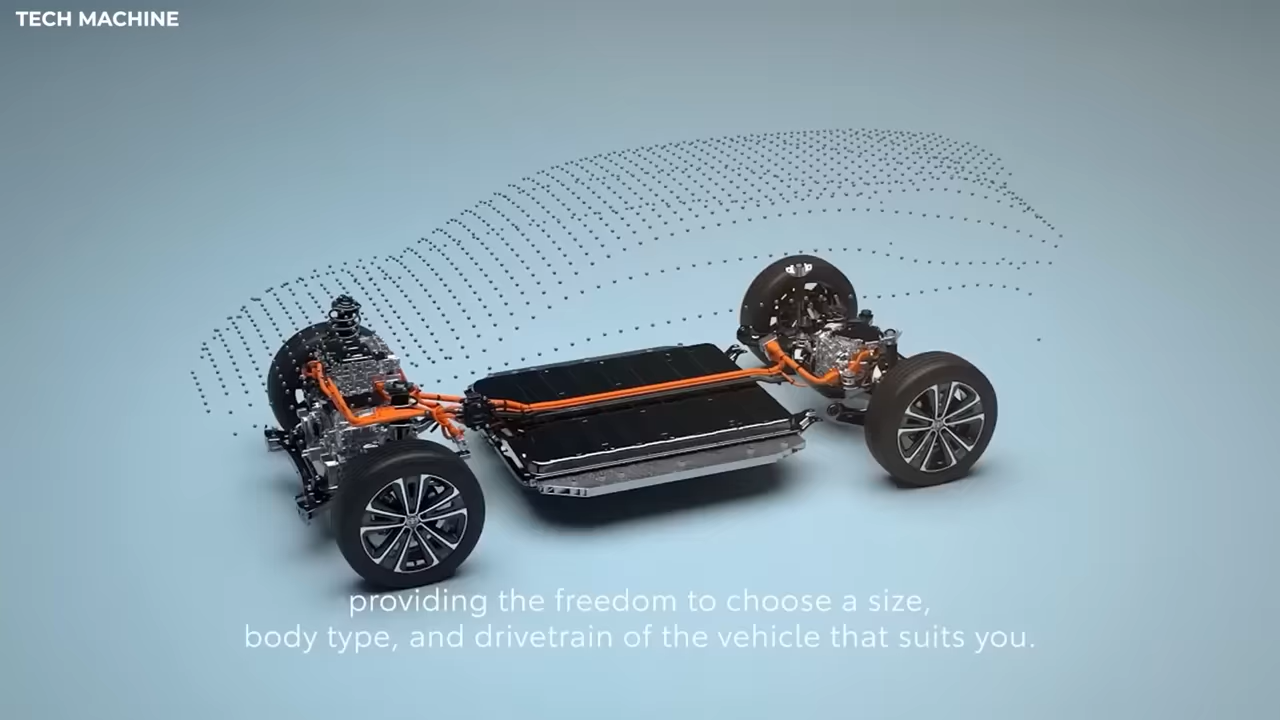 TECH MACHINE
providing the freedom to choose a size,
body type, and drivetrain of the vehicle that suits you.